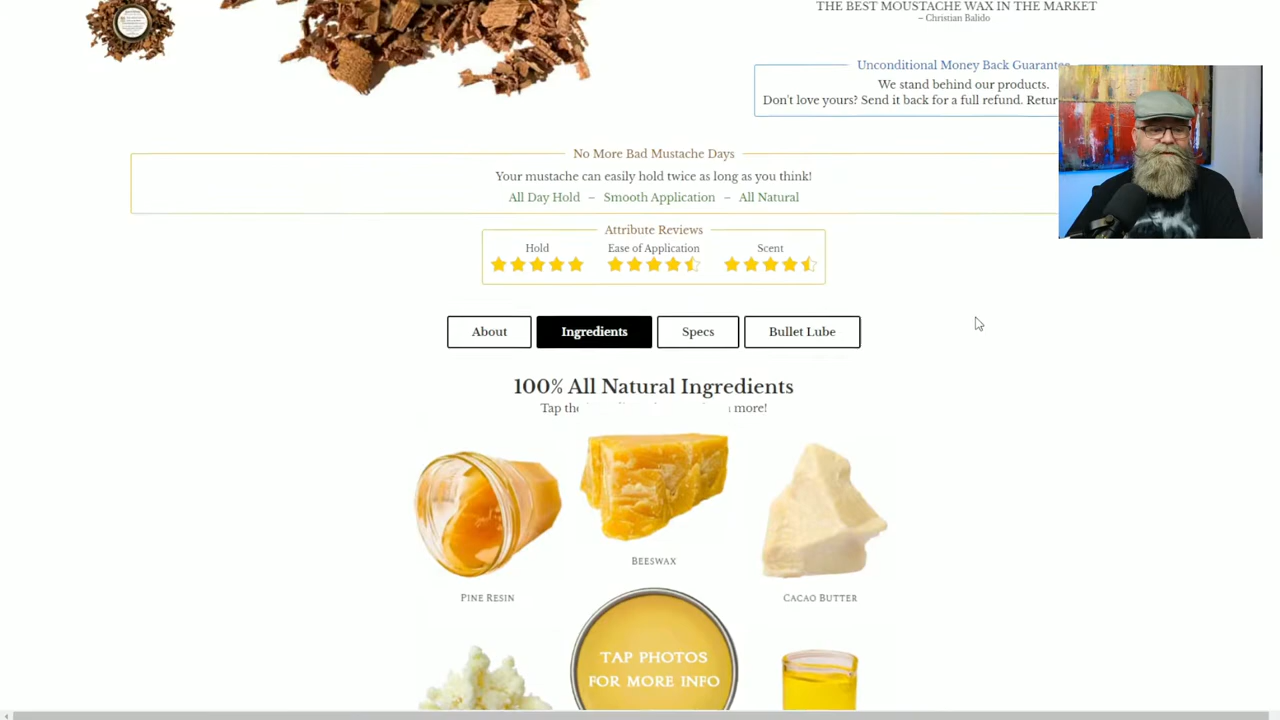 THE BEST MOUSTACHE WAX IN THE MARKET
– Christian Balido
Unconditional Money Back Guarantee
We stand behind our products.
Don't love yours? Send it back for a full refund.
No More Bad Mustache Days
Your mustache can easily hold twice as long as you think!
All Day Hold – Smooth Application – All Natural
Attribute Reviews
Hold Ease of Application Scent
About Ingredients Specs Bullet Lube
100% All Natural Ingredients
Tap more!
BEESWAX
PINE RESIN CACAO BUTTER
TAP PHOTOS
FOR MORE INFO